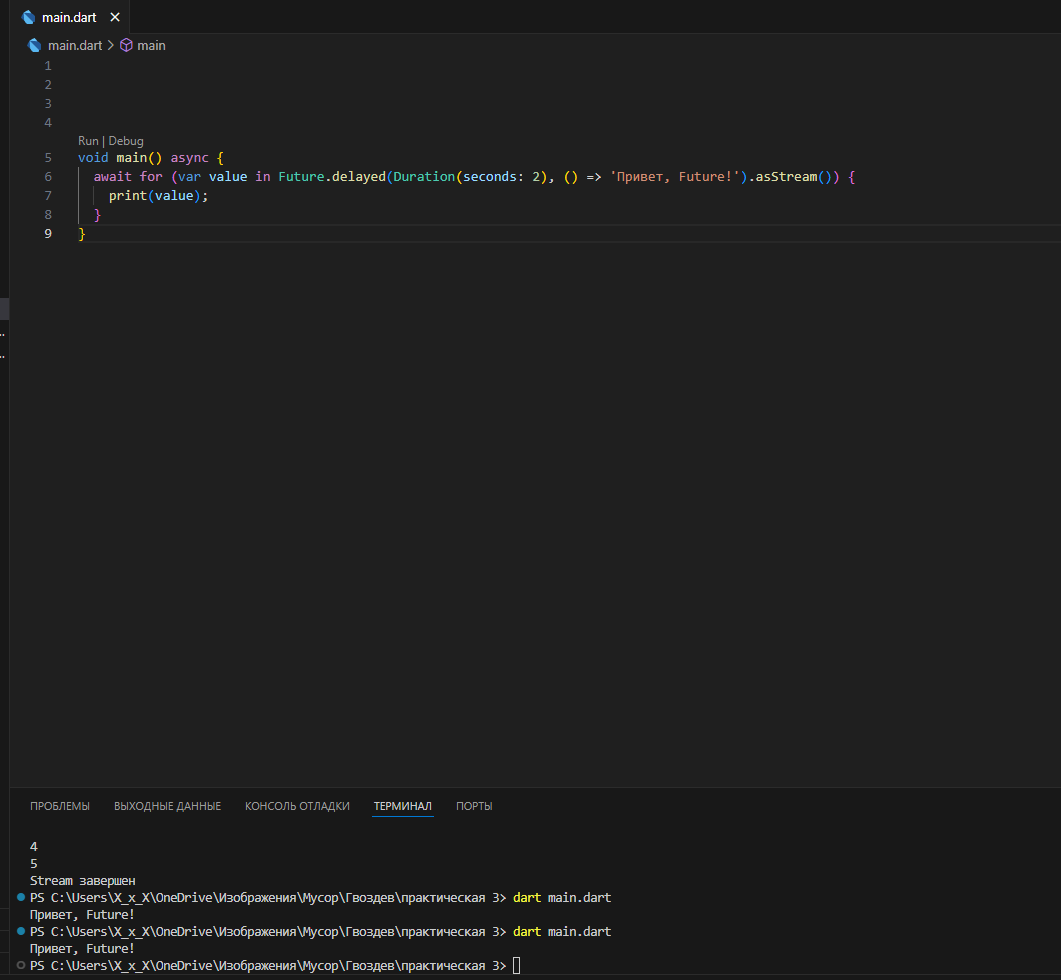 main.dart
main.dart > main
1
2
3
4
Run | Debug
5 void main() async {
6 await for (var value in Future.delayed(Duration(seconds: 2), () => 'Привет, Future!').asStream()) {
7 print(value);
8 }
9 }
ПРОБЛЕМЫ ВЫХОДНЫЕ ДАННЫЕ КОНСОЛЬ ОТЛАДКИ ТЕРМИНАЛ ПОРТЫ
4
5
Stream завершен
PS C:\Users\X_x_X\OneDrive\Изображения\Мусор\Гвоздев\практическая 3> dart main.dart
Привет, Future!
PS C:\Users\X_x_X\OneDrive\Изображения\Мусор\Гвоздев\практическая 3> dart main.dart
Привет, Future!
PS C:\Users\X_x_X\OneDrive\Изображения\Мусор\Гвоздев\практическая 3>